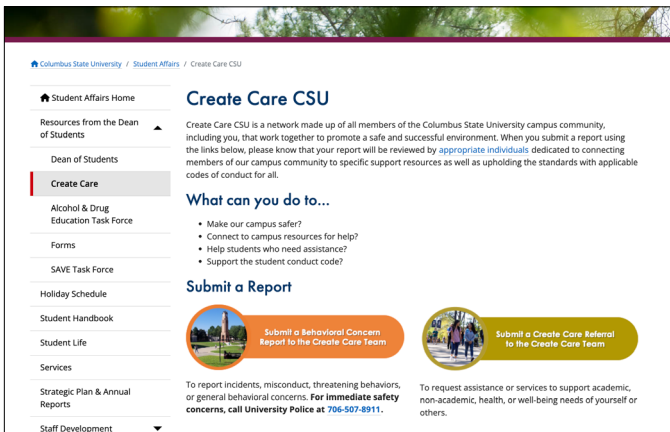 Columbus State University / Student Affairs / Create Care CSU
Student Affairs Home
Resources from the Dean
of Students
Dean of Students
Create Care
Alcohol & Drug
Education Task Force
Forms
SAVE Task Force
Holiday Schedule
Student Handbook
Student Life
Services
Strategic Plan & Annual
Reports
Staff Development
Create Care CSU
Create Care CSU is a network made up of all members of the Columbus State University campus community,
including you, that work together to promote a safe and successful environment. When you submit a report using
the links below, please know that your report will be reviewed by appropriate individuals dedicated to connecting
members of our campus community to specific support resources as well as upholding the standards with applicable
codes of conduct for all.
What can you do to...
• Make our campus safer?
• Connect to campus resources for help?
• Help students who need assistance?
• Support the student conduct code?
Submit a Report
Submit a Behavioral Concern
Report to the Create Care Team
To report incidents, misconduct, threatening behaviors,
or general behavioral concerns. For immediate safety
concerns, call University Police at 706-507-8911.
Submit a Create Care Referral
to the Create Care Team
To request assistance or services to support academic,
non-academic, health, or well-being needs of yourself or
others.